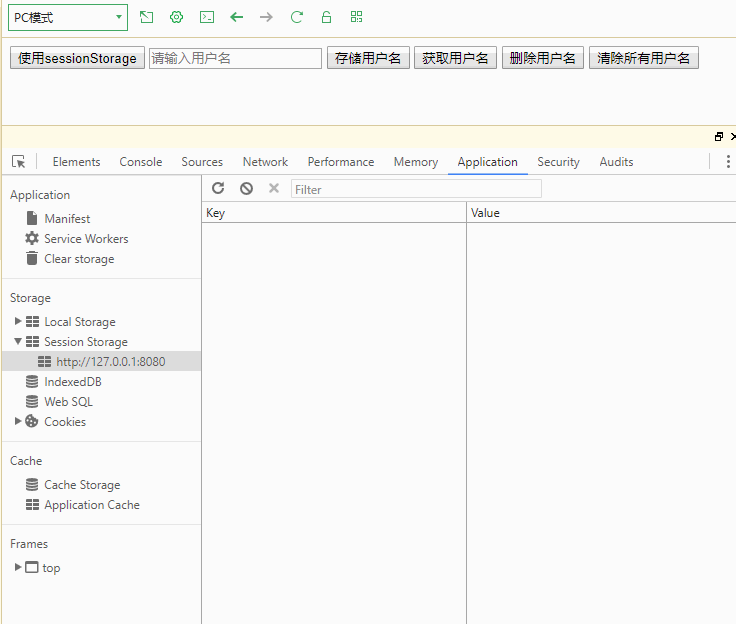 PC模式
使用sessionStorage 请输入用户名 存储用户名 获取用户名 删除用户名 清除所有用户名
Elements Console Sources Network Performance Memory Application Security Audits
Application
Manifest
Service Workers
Clear storage
Storage
Local Storage
Session Storage
http://127.0.0.1:8080
IndexedDB
Web SQL
Cookies
Cache
Cache Storage
Application Cache
Frames
top
Filter
Key Value